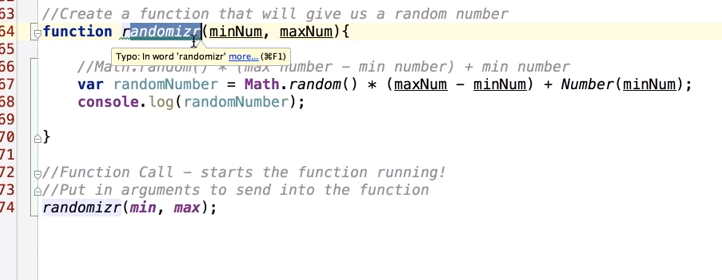 63 //Create a function that will give us a random number
64 function randomizr(minNum, maxNum){
65
Typo: In word 'randomizr' more... (⌘F1)
66 //Math.random() * (max number - min number) + min number
67 var randomNumber = Math.random() * (maxNum - minNum) + Number(minNum);
68 console.log(randomNumber);
69
70 }
71
72 //Function Call - starts the function running!
73 //Put in arguments to send into the function
74 randomizr(min, max);